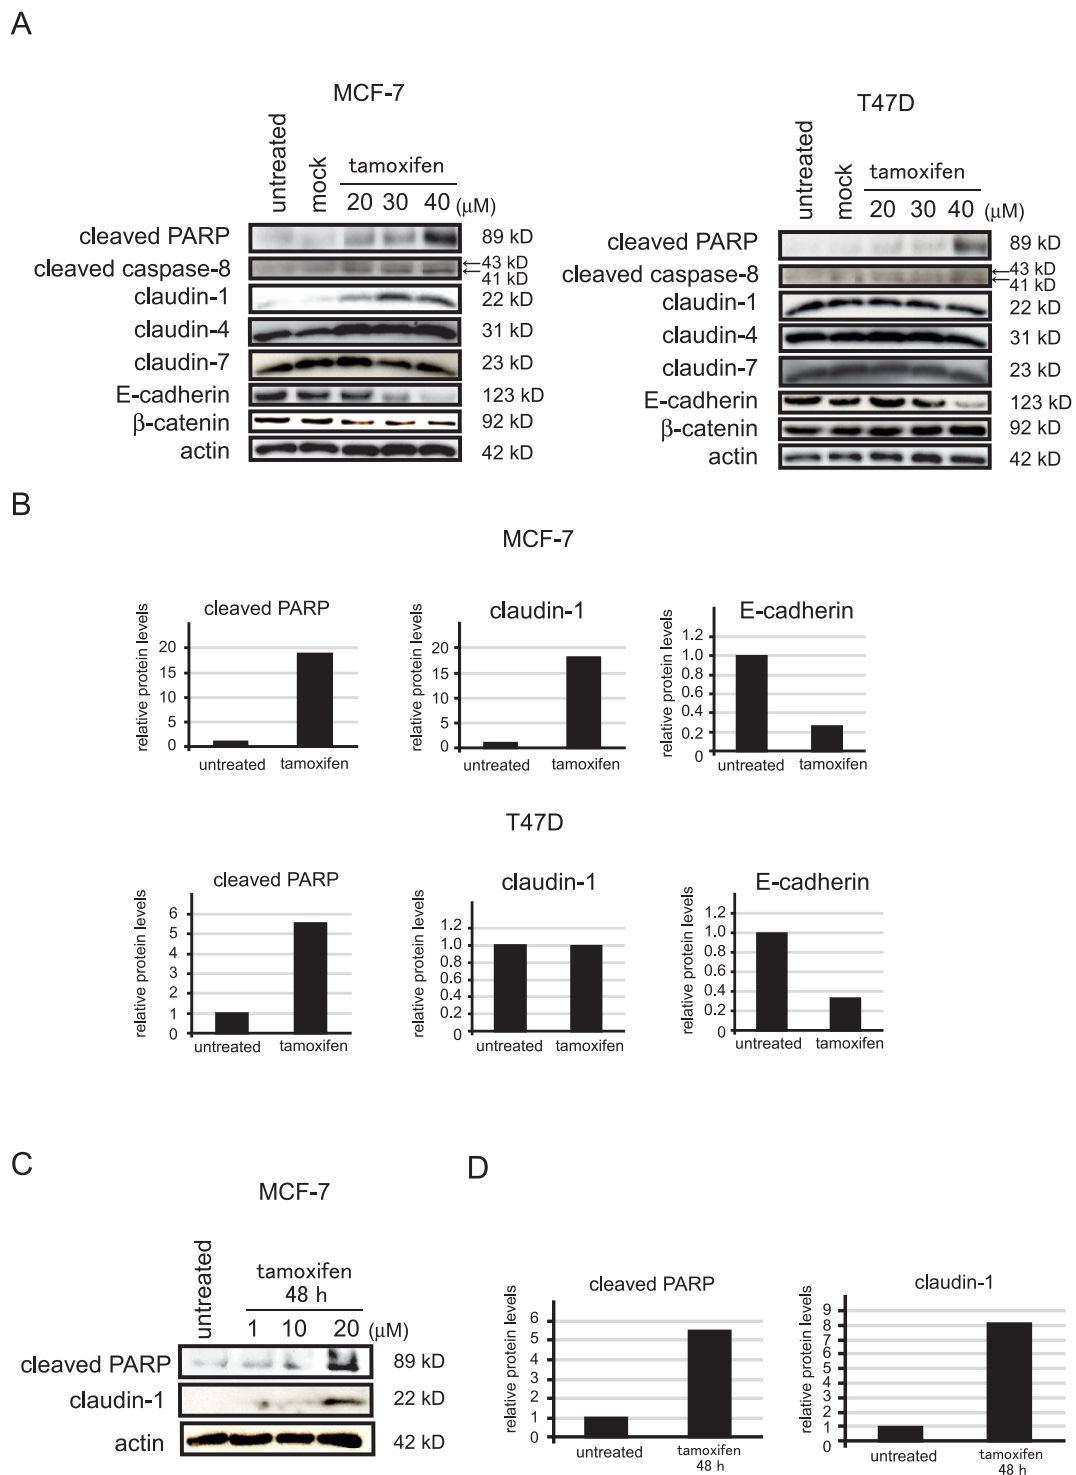 A
MCF-7
untreated
mock
tamoxifen
20 30 40 (μM)
cleaved PARP 89 kD
cleaved caspase-8 ←43 kD
←41 kD
claudin-1 22 kD
claudin-4 31 kD
claudin-7 23 kD
E-cadherin 123 kD
β-catenin 92 kD
actin 42 kD
T47D
untreated
mock
tamoxifen
20 30 40 (μM)
cleaved PARP 89 kD
cleaved caspase-8 ←43 kD
←41 kD
claudin-1 22 kD
claudin-4 31 kD
claudin-7 23 kD
E-cadherin 123 kD
β-catenin 92 kD
actin 42 kD
B
MCF-7
cleaved PARP
relative protein levels
20
15
10
5
0
untreated tamoxifen
claudin-1
relative protein levels
20
15
10
5
0
untreated tamoxifen
E-cadherin
relative protein levels
1.2
1.0
0.8
0.6
0.4
0.2
0
untreated tamoxifen
T47D
cleaved PARP
relative protein levels
6
5
4
3
2
1
0
untreated tamoxifen
claudin-1
relative protein levels
1.2
1.0
0.8
0.6
0.4
0.2
0
untreated tamoxifen
E-cadherin
relative protein levels
1.2
1.0
0.8
0.6
0.4
0.2
0
untreated tamoxifen
C
MCF-7
untreated
tamoxifen
48 h
1 10 20 (μM)
cleaved PARP 89 kD
claudin-1 22 kD
actin 42 kD
D
cleaved PARP
relative protein levels
6
5
4
3
2
1
0
untreated tamoxifen
48 h
claudin-1
relative protein levels
9
8
7
6
5
4
3
2
1
0
untreated tamoxifen
48 h